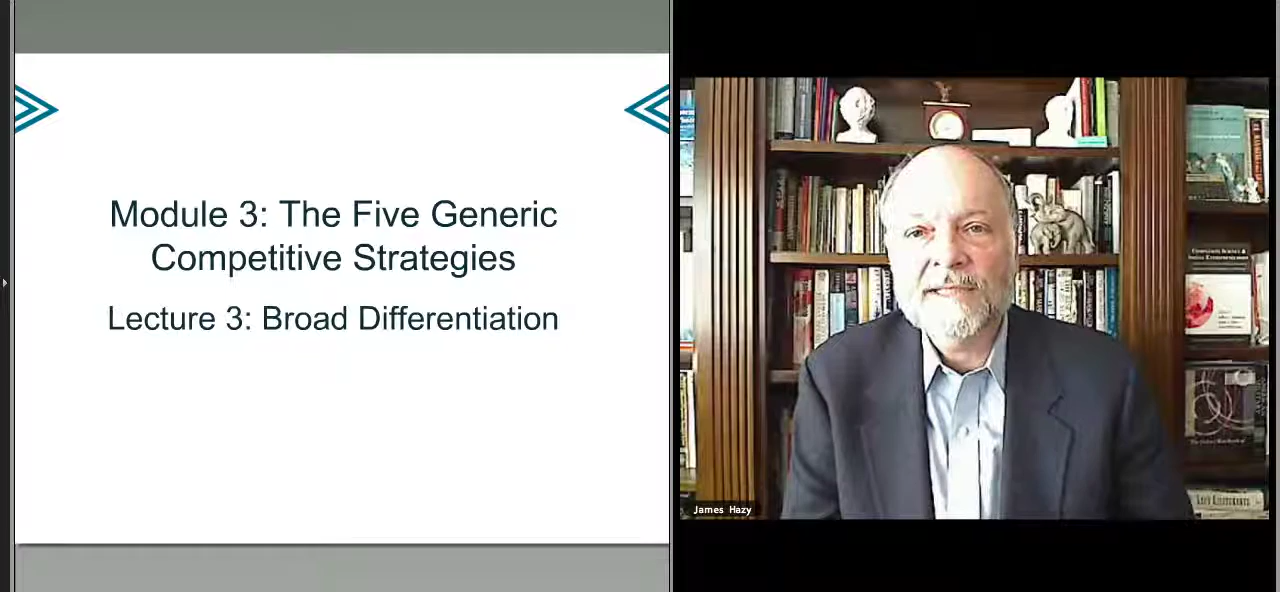 Module 3: The Five Generic
Competitive Strategies
Lecture 3: Broad Differentiation
James Hazy